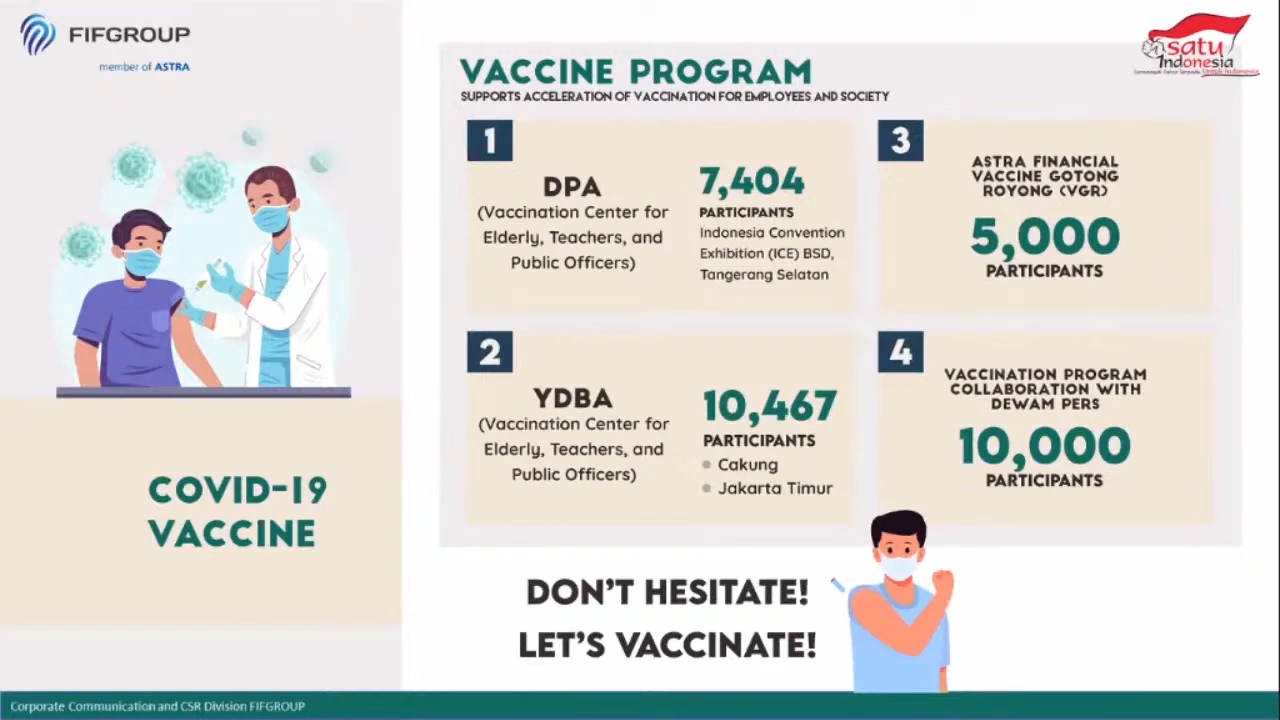 FIFGROUP
member of ASTRA
satu
Indonesia
Untuk Indonesia
COVID-19
VACCINE
VACCINE PROGRAM
SUPPORTS ACCELERATION OF VACCINATION FOR EMPLOYEES AND SOCIETY
1
DPA
(Vaccination Center for
Elderly, Teachers, and
Public Officers)
7,404
PARTICIPANTS
Indonesia Convention
Exhibition (ICE) BSD,
Tangerang Selatan
2
YDBA
(Vaccination Center for
Elderly, Teachers, and
Public Officers)
10,467
PARTICIPANTS
Cakung
Jakarta Timur
3
ASTRA FINANCIAL
VACCINE GOTONG
ROYONG (VGR)
5,000
PARTICIPANTS
4
VACCINATION PROGRAM
COLLABORATION WITH
DEWAM PERS
10,000
PARTICIPANTS
DON'T HESITATE!
LET'S VACCINATE!
Corporate Communication and CSR Division FIFGROUP